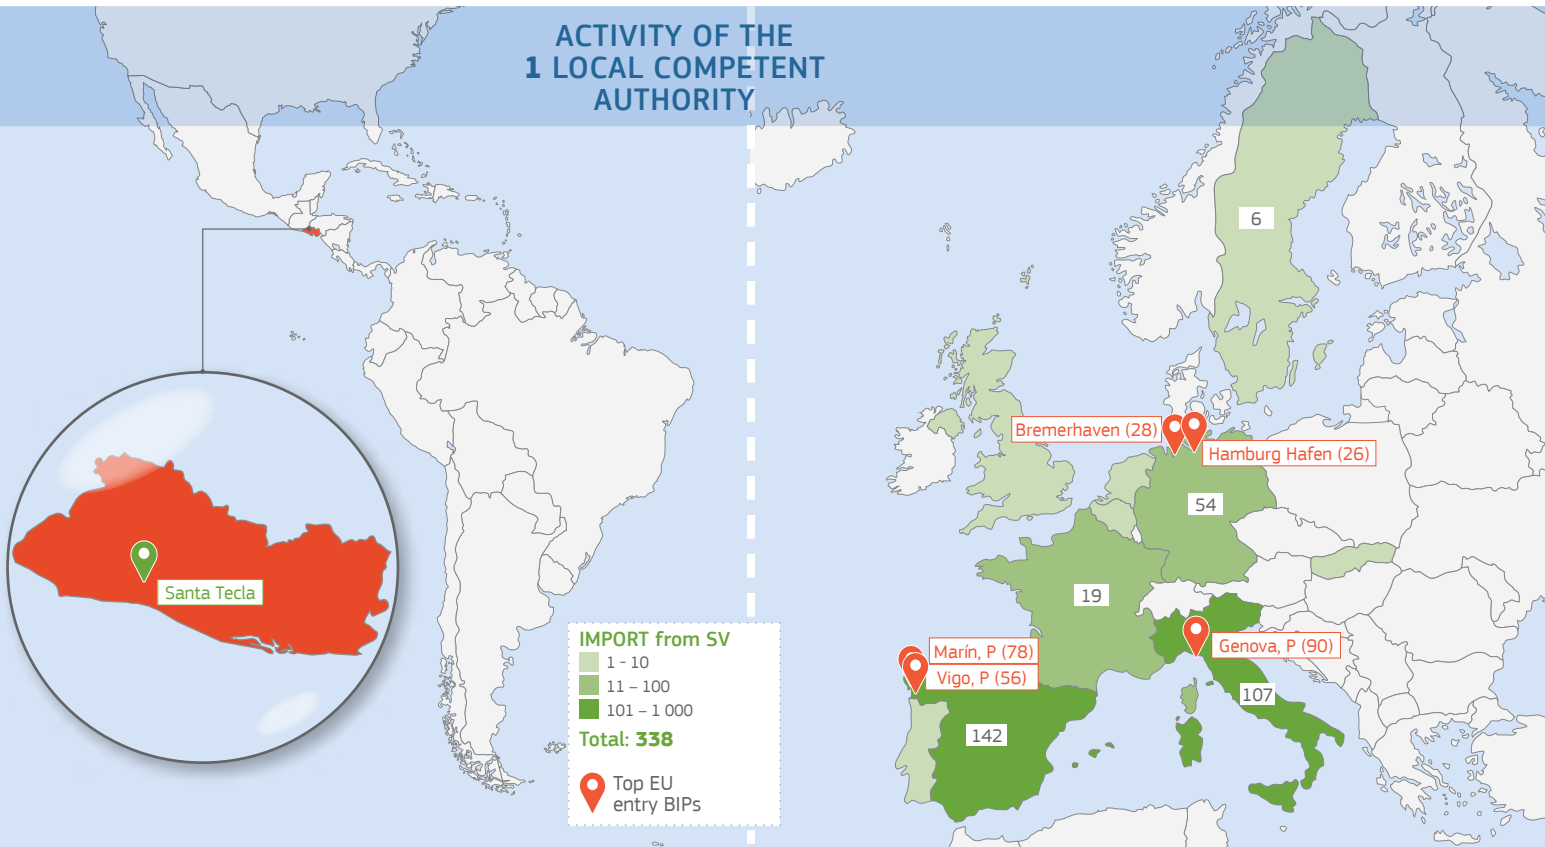 ACTIVITY OF THE
1 LOCAL COMPETENT
AUTHORITY
6
Bremerhaven (28)
Hamburg Hafen (26)
54
19
Santa Tecla
Genova, P (90)
Marín, P (78)
Vigo, P (56)
107
142
IMPORT from SV
1 - 10
11 – 100
101 – 1 000
Total: 338
Top EU
entry BIPs